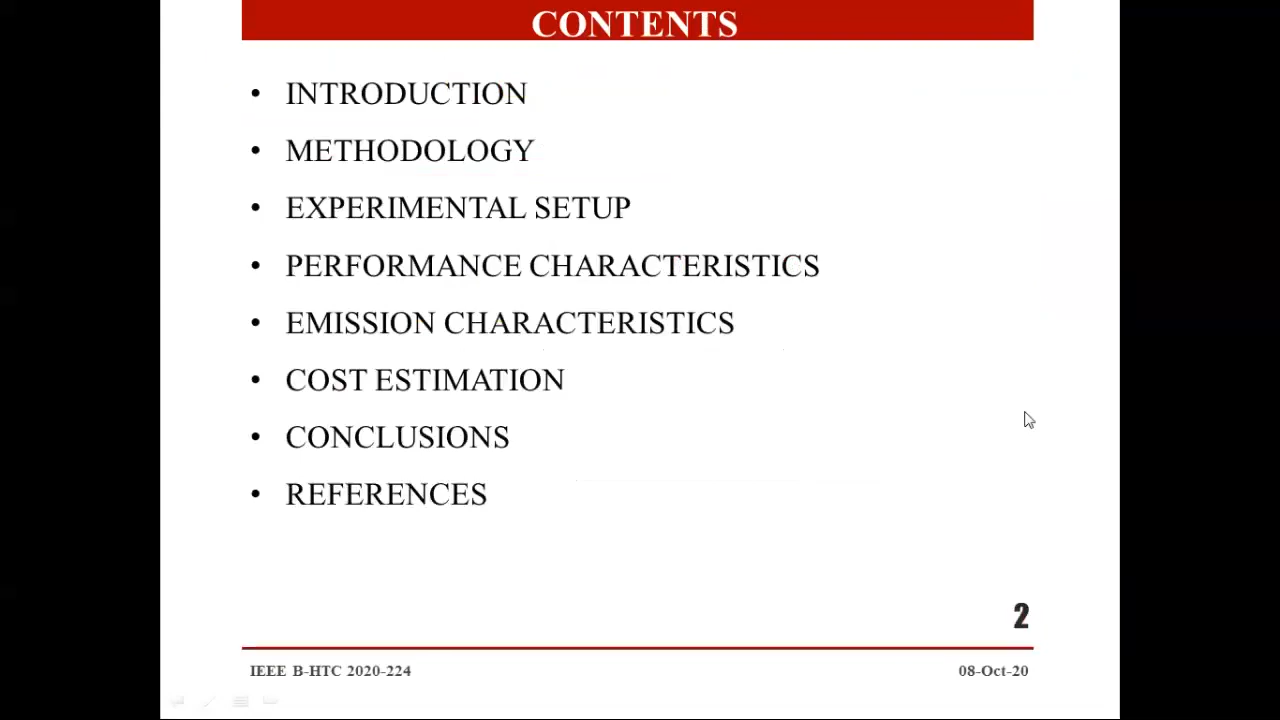 CONTENTS
• INTRODUCTION
• METHODOLOGY
• EXPERIMENTAL SETUP
• PERFORMANCE CHARACTERISTICS
• EMISSION CHARACTERISTICS
• COST ESTIMATION
• CONCLUSIONS
• REFERENCES
2
IEEE B-HTC 2020-224
08-Oct-20